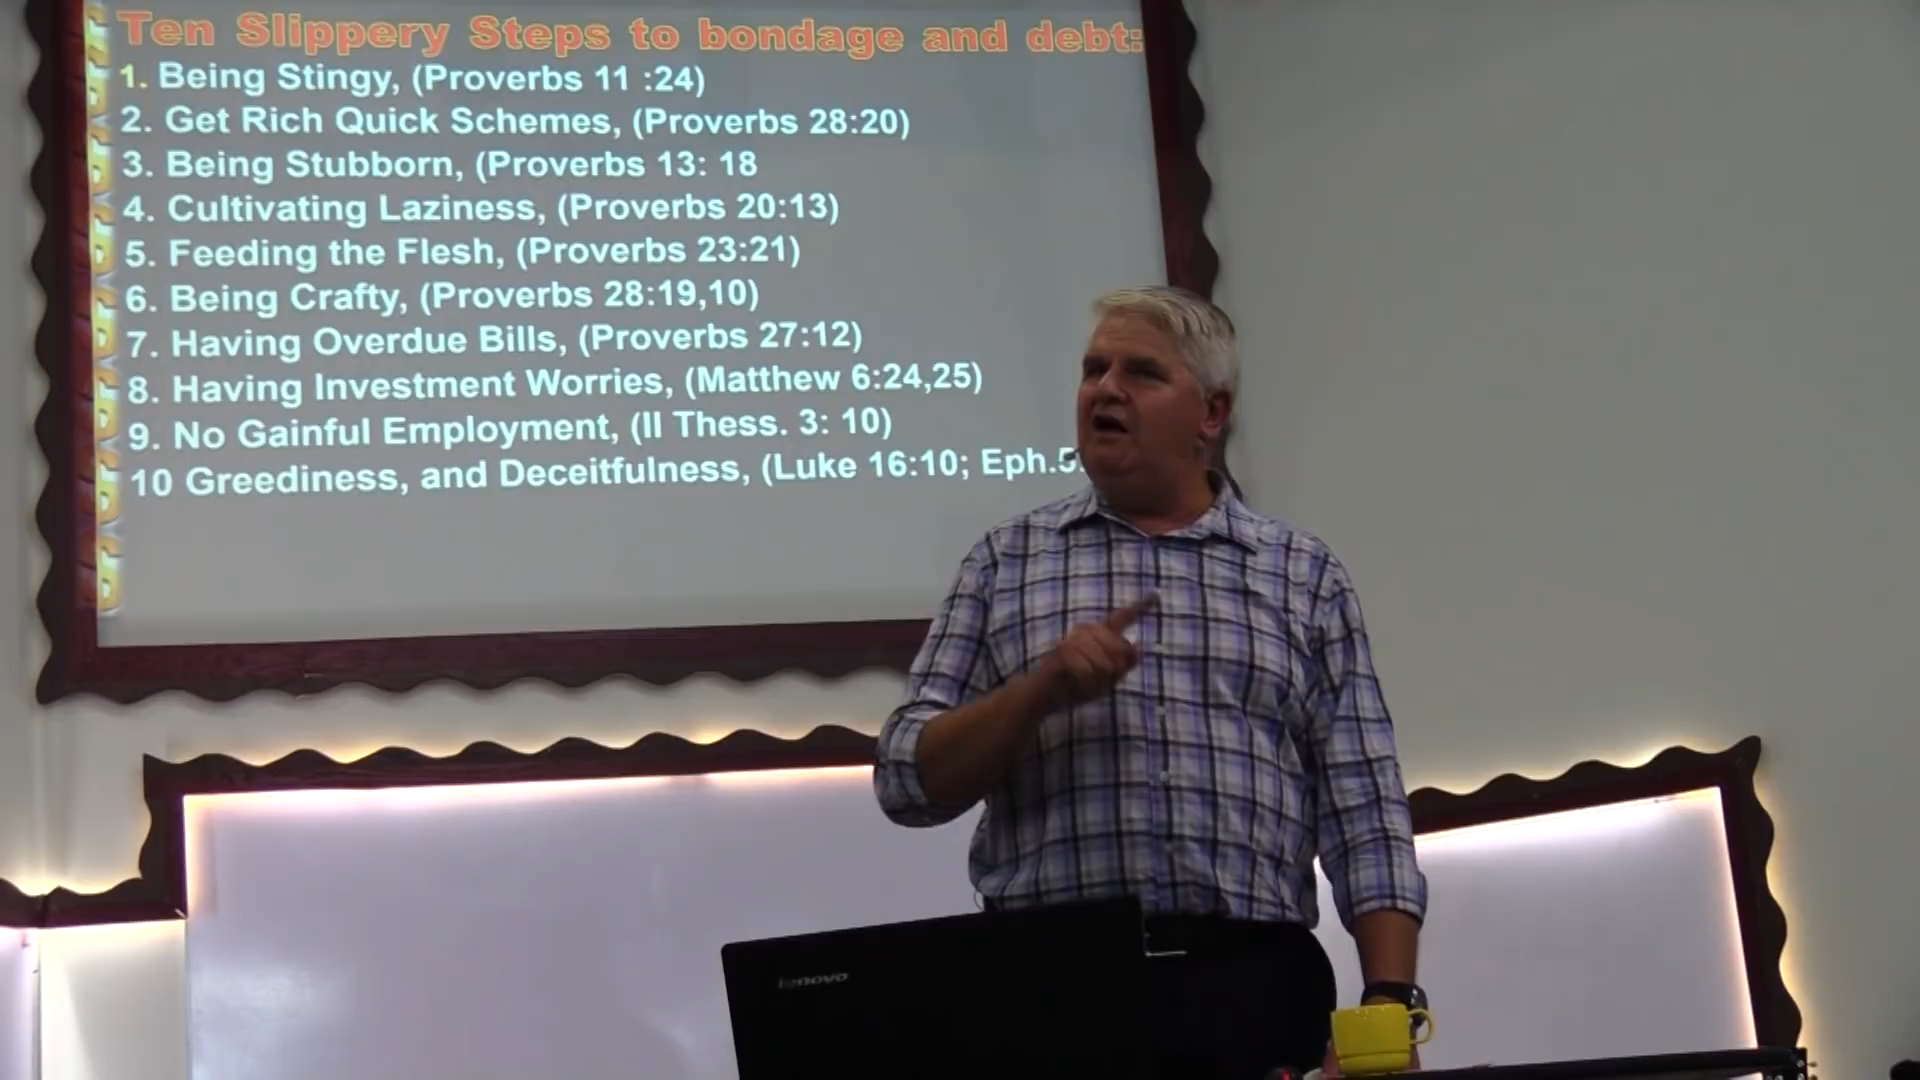 Ten Slippery Steps to bondage and debt:
1. Being Stingy, (Proverbs 11 :24)
2. Get Rich Quick Schemes, (Proverbs 28:20)
3. Being Stubborn, (Proverbs 13: 18
4. Cultivating Laziness, (Proverbs 20:13)
5. Feeding the Flesh, (Proverbs 23:21)
6. Being Crafty, (Proverbs 28:19,10)
7. Having Overdue Bills, (Proverbs 27:12)
8. Having Investment Worries, (Matthew 6:24,25)
9. No Gainful Employment, (II Thess. 3: 10)
10 Greediness, and Deceitfulness, (Luke 16:10; Eph.5:
lenovo